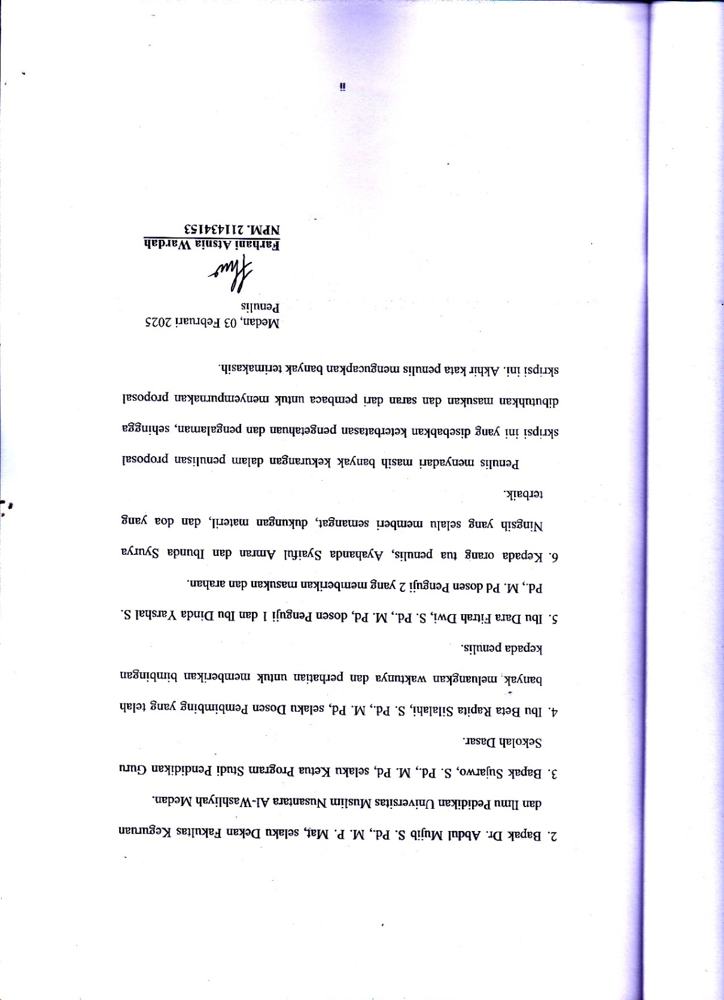 2. Bapak Dr. Abdul Mujib S. Pd., M. P. Mat, selaku Dekan Fakultas Keguruan
dan Ilmu Pedidikan Universitas Muslim Nusantara Al-Washliyah Medan.
3. Bapak Sujarwo, S. Pd., M. Pd, selaku Ketua Program Studi Pendidikan Guru
Sekolah Dasar.
4. Ibu Beta Rapita Silalahi, S. Pd., M. Pd, selaku Dosen Pembimbing yang telah
banyak meluangkan waktunya dan perhatian untuk memberikan bimbingan
kepada penulis.
5. Ibu Dara Fitrah Dwi, S. Pd., M. Pd, dosen Penguji 1 dan Ibu Dinda Yarshal S.
Pd., M. Pd dosen Penguji 2 yang memberikan masukan dan arahan.
6. Kepada orang tua penulis, Ayahanda Syaiful Amran dan Ibunda Syurya
Ningsih yang selalu memberi semangat, dukungan materil, dan doa yang
terbaik.
Penulis menyadari masih banyak kekurangan dalam penulisan proposal
skripsi ini yang disebabkan keterbatasan pengetahuan dan pengalaman, sehingga
dibutuhkan masukan dan saran dari pembaca untuk menyempurnakan proposal
skripsi ini. Akhir kata penulis mengucapkan banyak terimakasih.
Medan, 03 Februari 2025
Penulis
Farhani Atsnia Wardah
NPM. 211434153
ii